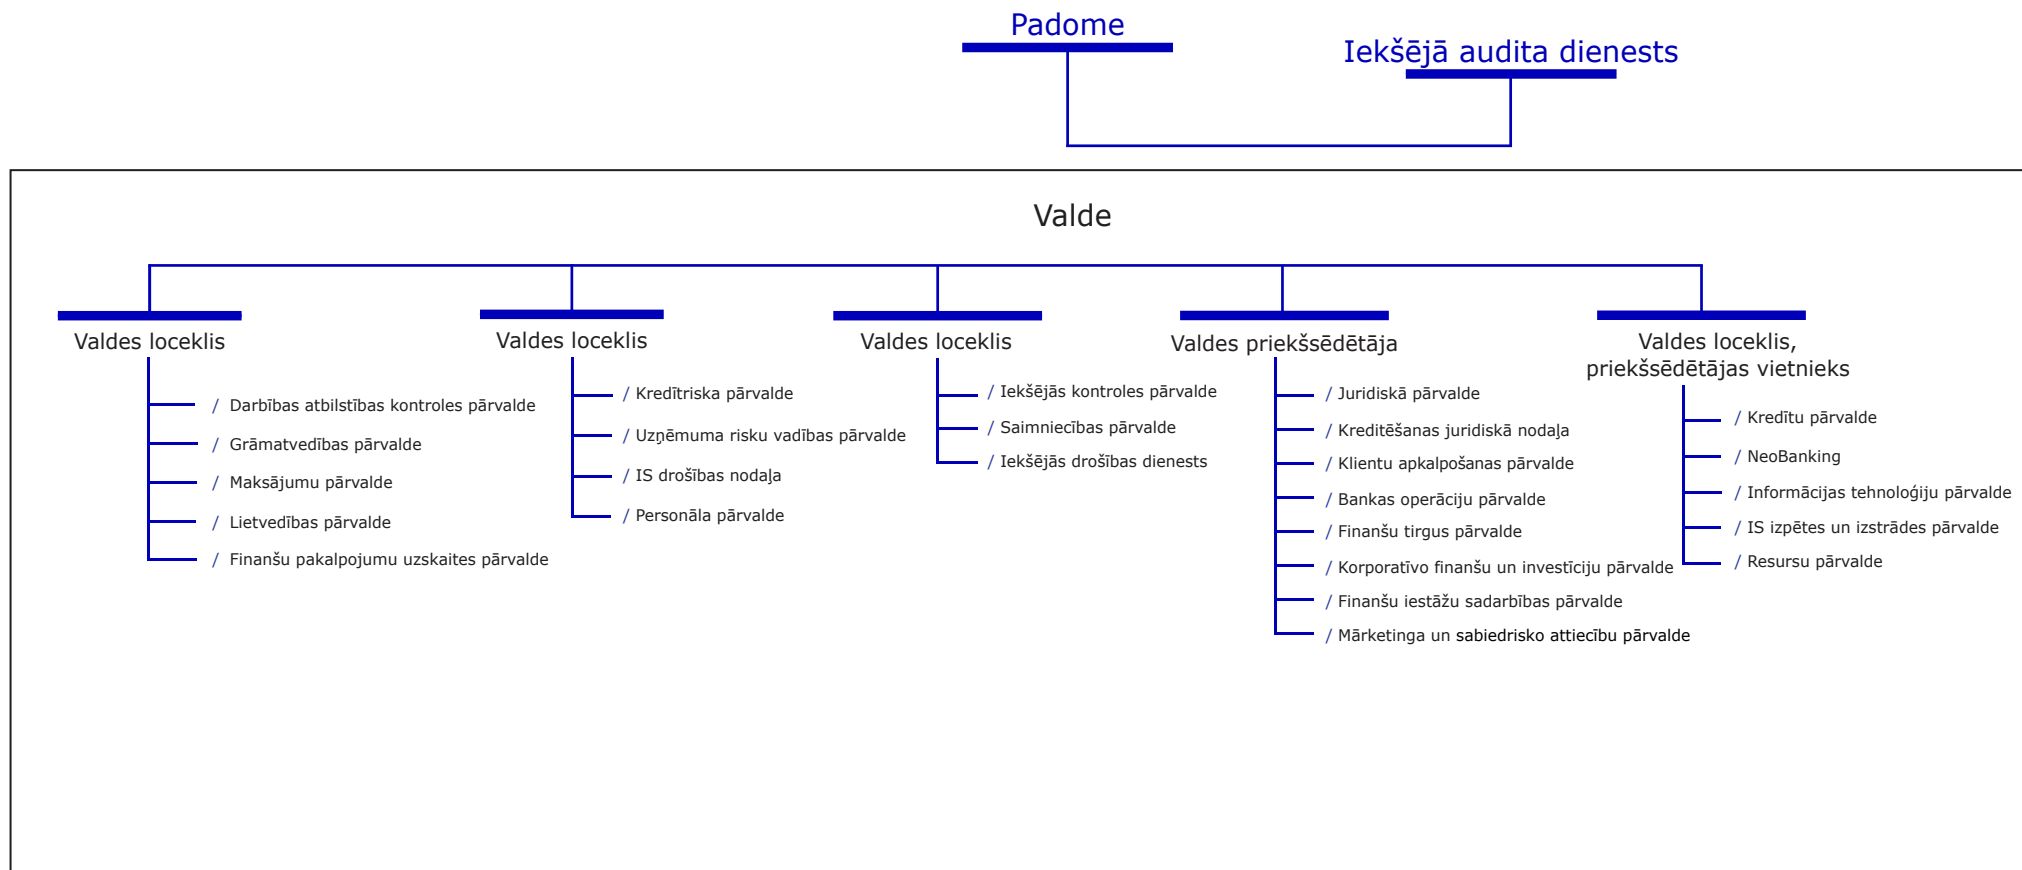 Padome
Iekšējā audita dienests
Valde
Valdes loceklis
/ Darbības atbilstības kontroles pārvalde
/ Grāmatvedības pārvalde
/ Maksājumu pārvalde
/ Lietvedības pārvalde
/ Finanšu pakalpojumu uzskaites pārvalde
Valdes loceklis
/ Kredītriska pārvalde
/ Uzņēmuma risku vadības pārvalde
/ IS drošības nodaļa
/ Personāla pārvalde
Valdes loceklis
/ Iekšējās kontroles pārvalde
/ Saimniecības pārvalde
/ Iekšējās drošības dienests
Valdes priekšsēdētāja
/ Juridiskā pārvalde
/ Kreditēšanas juridiskā nodaļa
/ Klientu apkalpošanas pārvalde
/ Bankas operāciju pārvalde
/ Finanšu tirgus pārvalde
/ Korporatīvo finanšu un investīciju pārvalde
/ Finanšu iestāžu sadarbības pārvalde
/ Mārketinga un sabiedrisko attiecību pārvalde
Valdes loceklis,
priekšsēdētājas vietnieks
/ Kredītu pārvalde
/ NeoBanking
/ Informācijas tehnoloģiju pārvalde
/ IS izpētes un izstrādes pārvalde
/ Resursu pārvalde